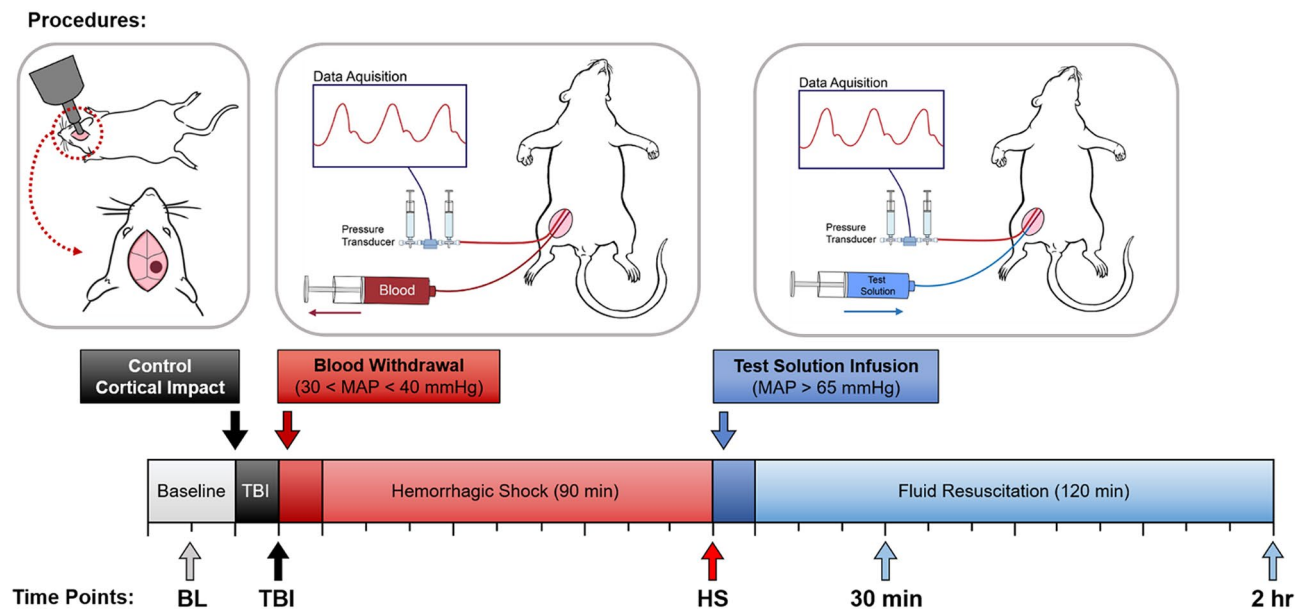 Procedures:
Data Aquisition
Pressure
Transducer
Blood
Data Aquisition
Pressure
Transducer
Test
Solution
Control
Cortical Impact
Blood Withdrawal
(30 < MAP < 40 mmHg)
Test Solution Infusion
(MAP > 65 mmHg)
Baseline
TBI
Hemorrhagic Shock (90 min)
Fluid Resuscitation (120 min)
Time Points:
BL
TBI
HS
30 min
2 hr